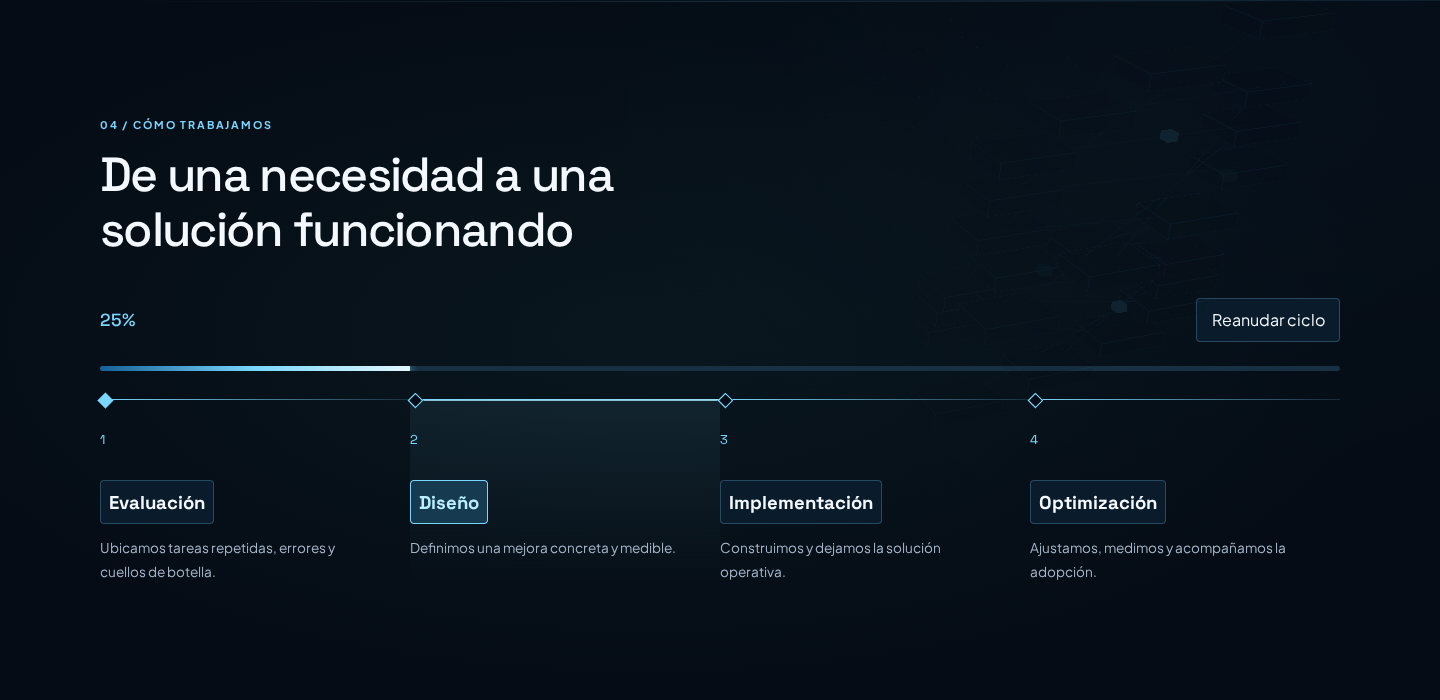 04 / CÓMO TRABAJAMOS
De una necesidad a una
solución funcionando
25%
Reanudar ciclo
1
2
3
4
Evaluación
Diseño
Implementación
Optimización
Ubicamos tareas repetidas, errores y
cuellos de botella.
Definimos una mejora concreta y medible.
Construimos y dejamos la solución
operativa.
Ajustamos, medimos y acompañamos la
adopción.